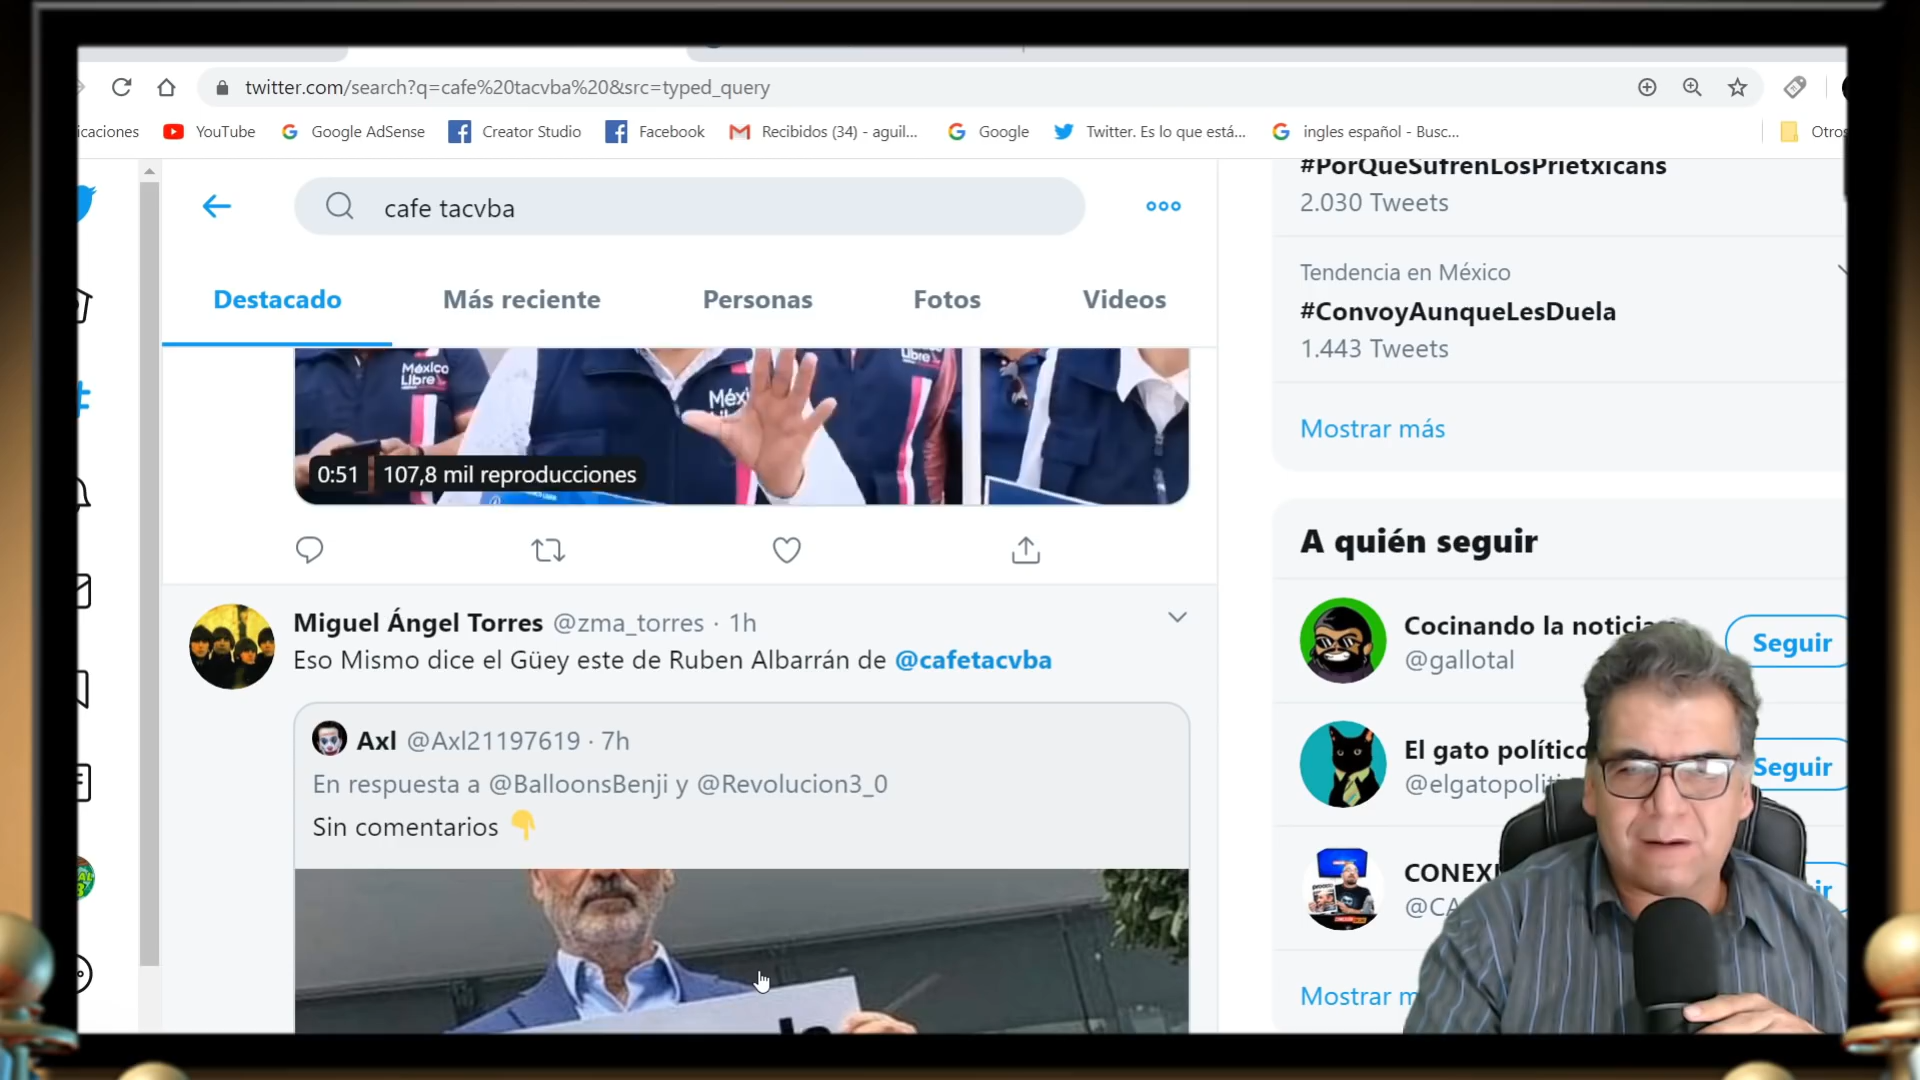 twitter.com/search?q=cafe%20tacvba%20&src=typed_query
icaciones YouTube Google AdSense Creator Studio Facebook Recibidos (34) - aguil... Google Twitter. Es lo que está... ingles español - Busc... Otros
cafe tacvba
Destacado Más reciente Personas Fotos Videos
México
Libre
Méxi
Libre
0:51 107,8 mil reproducciones
Miguel Ángel Torres @zma_torres · 1h
Eso Mismo dice el Güey este de Ruben Albarrán de @cafetacvba
Axl @Axl21197619 · 7h
En respuesta a @BalloonsBenji y @Revolucion3_0
Sin comentarios
#PorQueSufrenLosPrietxicans
2.030 Tweets
Tendencia en México
#ConvoyAunqueLesDuela
1.443 Tweets
Mostrar más
A quién seguir
Cocinando la noticia
@gallotal
Seguir
El gato político
@elgatopoliti
Seguir
CONEX
@CA
ir
Mostrar m